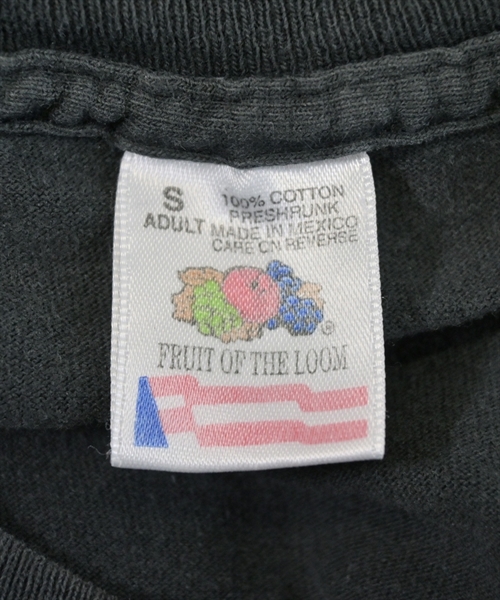 S
ADULT
100% COTTON
PRESHRUNK
MADE IN MEXICO
CARE ON REVERSE
®
FRUIT OF THE LOOM